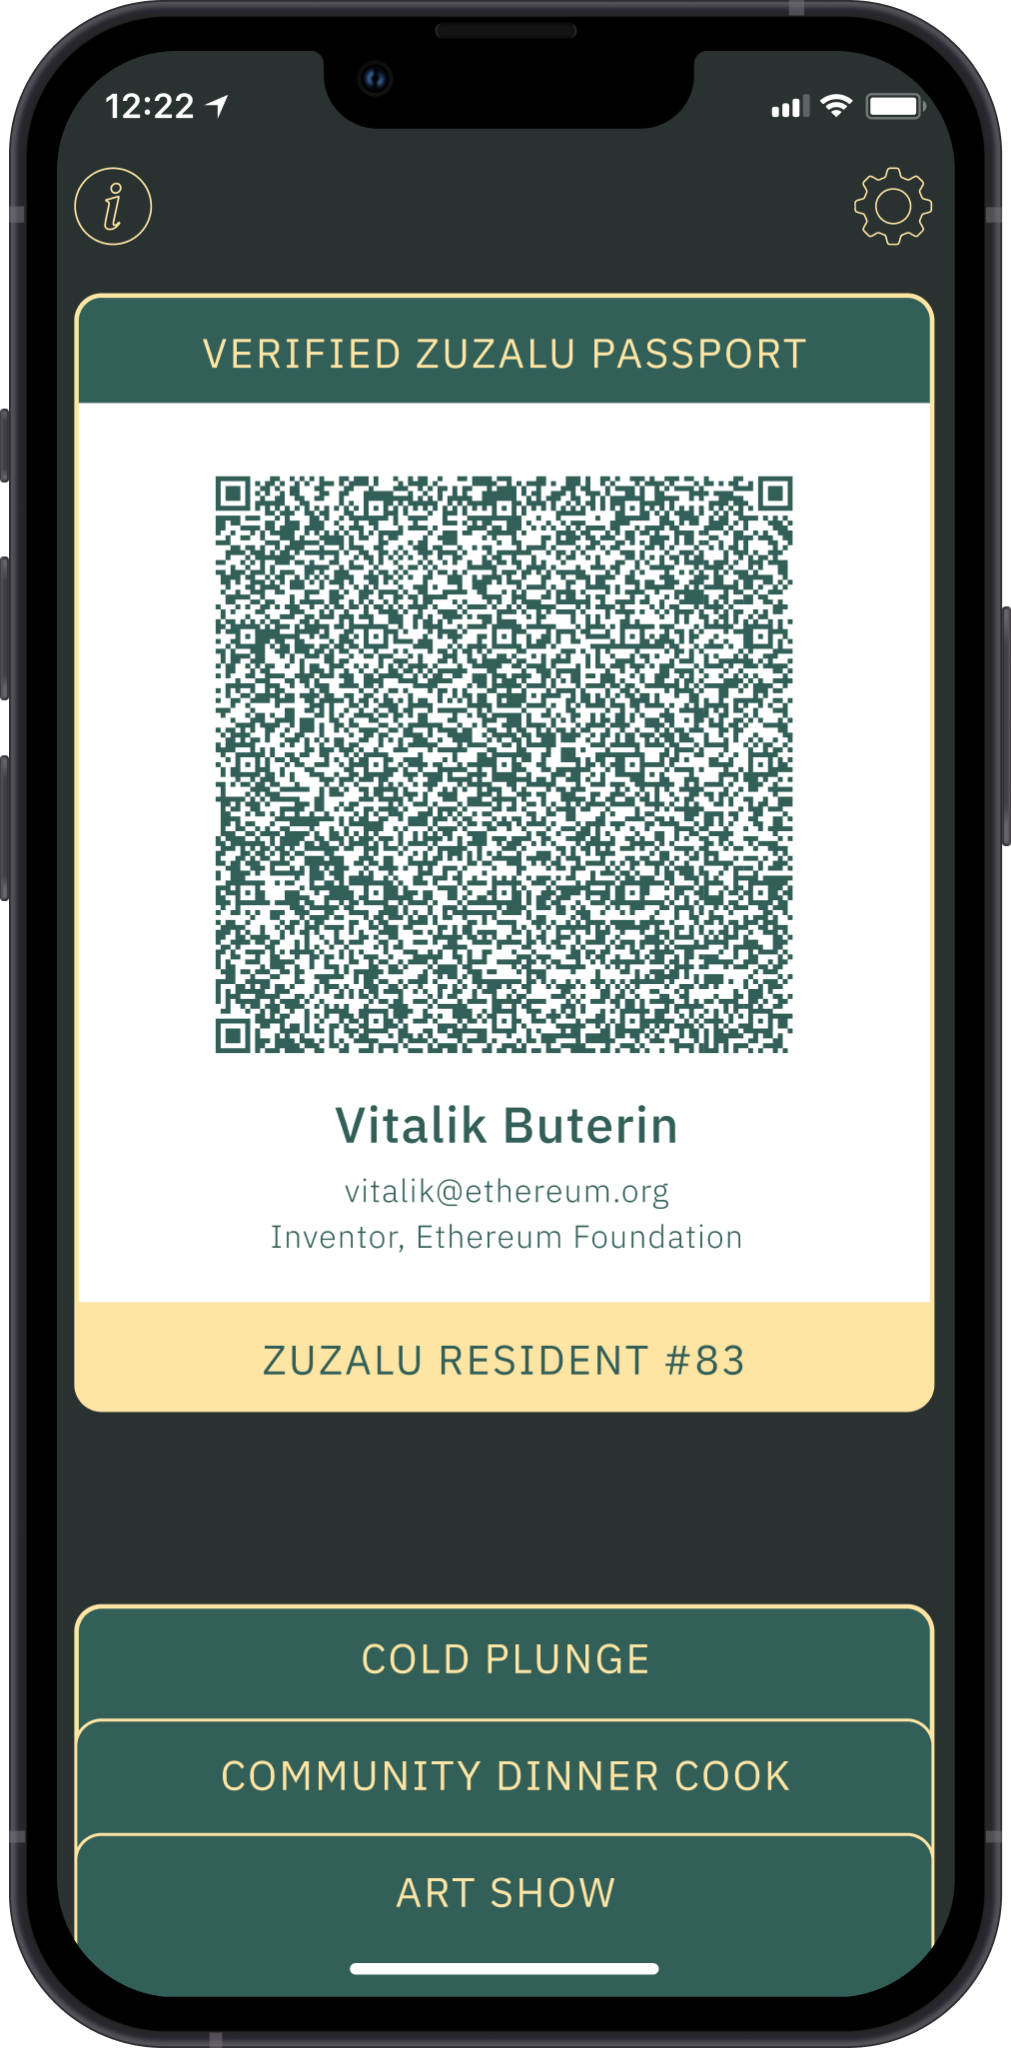 12:22
i
VERIFIED ZUZALU PASSPORT
Vitalik Buterin
vitalik@ethereum.org
Inventor, Ethereum Foundation
ZUZALU RESIDENT #83
COLD PLUNGE
COMMUNITY DINNER COOK
ART SHOW